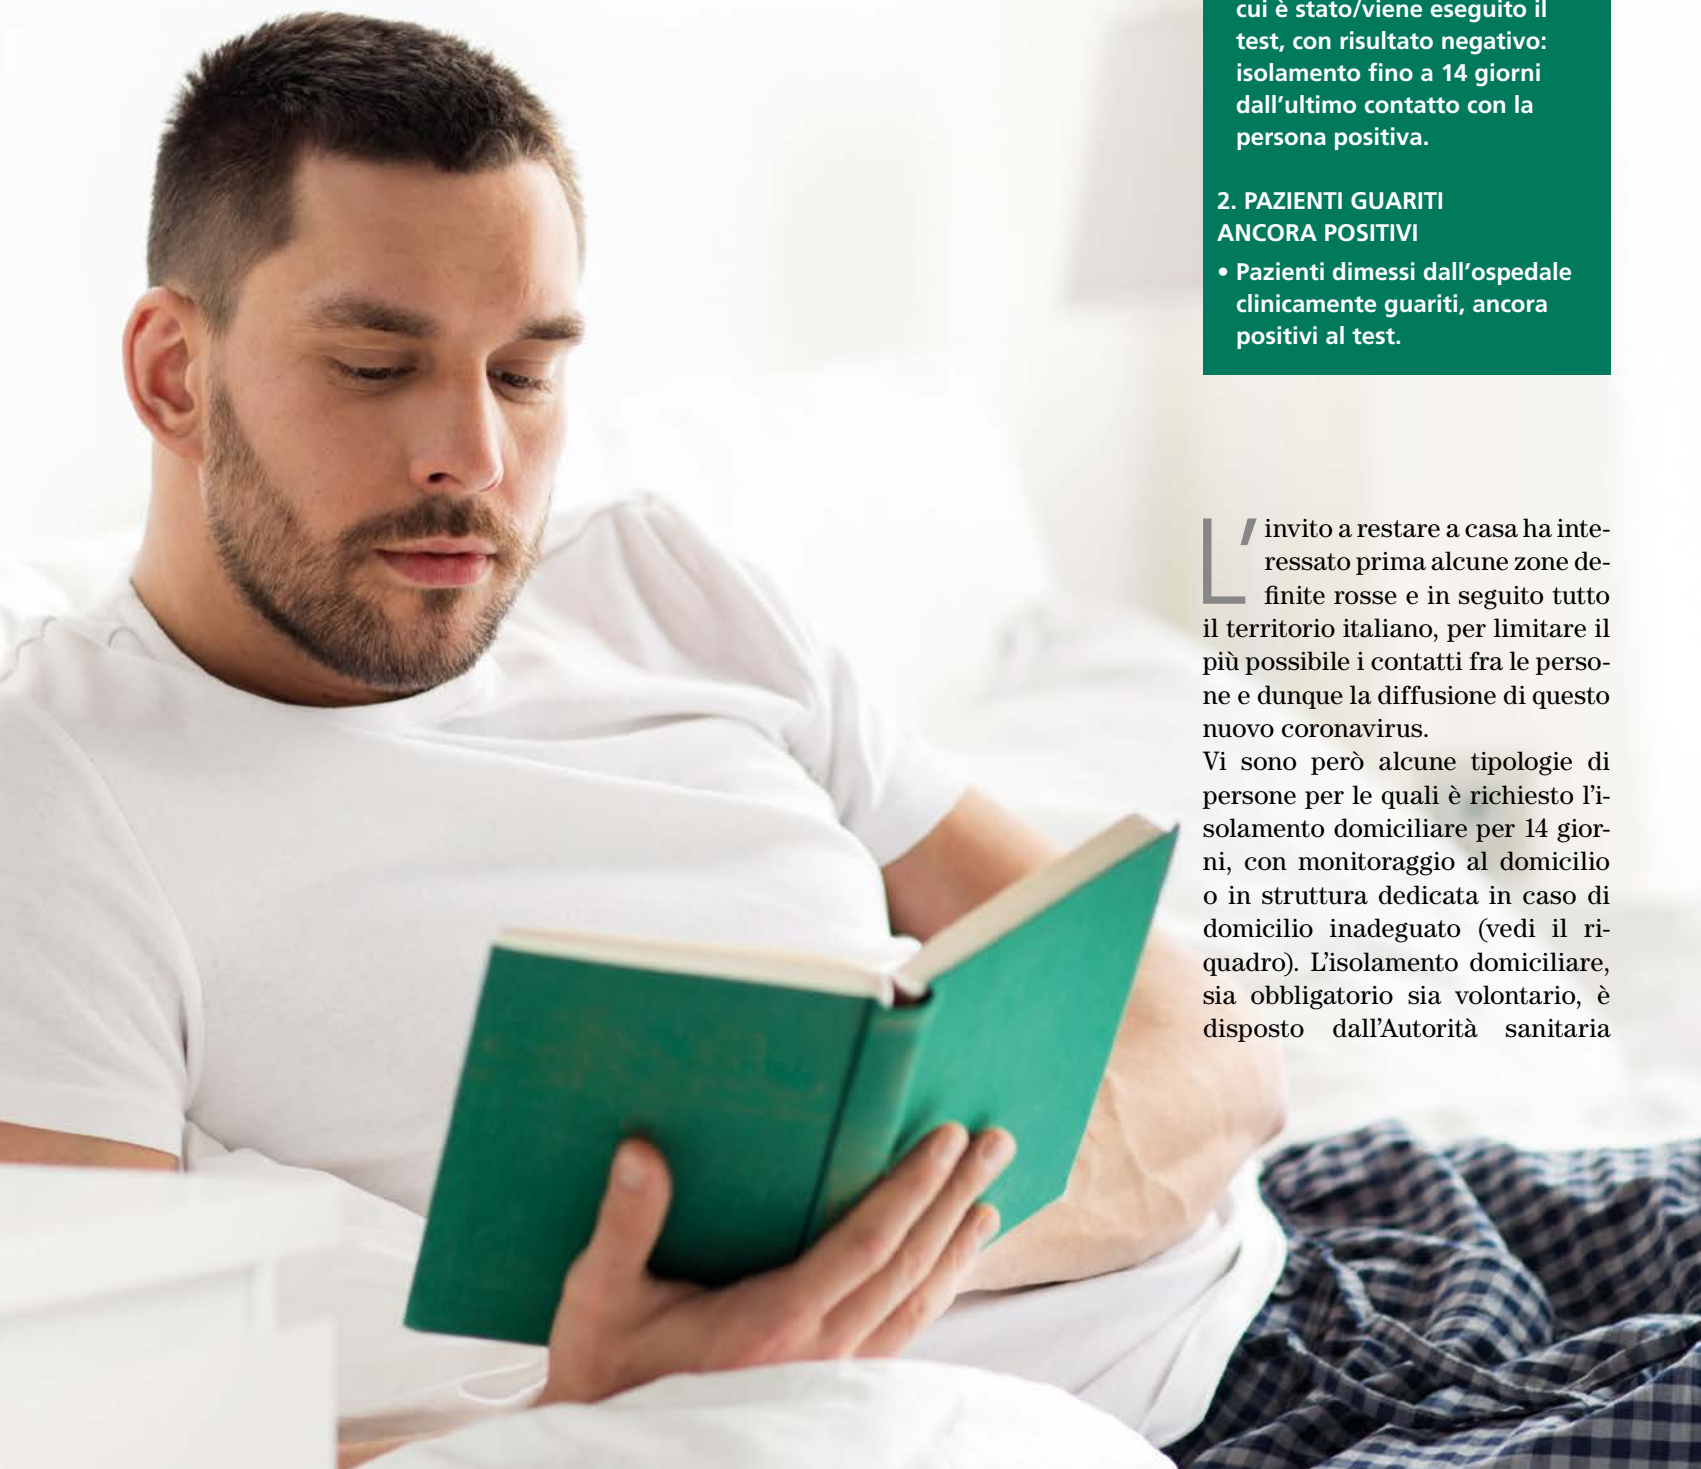 cui è stato/viene eseguito il
test, con risultato negativo:
isolamento fino a 14 giorni
dall’ultimo contatto con la
persona positiva.
2. PAZIENTI GUARITI
ANCORA POSITIVI
• Pazienti dimessi dall’ospedale
clinicamente guariti, ancora
positivi al test.
L’invito a restare a casa ha inte-
ressato prima alcune zone de-
finite rosse e in seguito tutto
il territorio italiano, per limitare il
più possibile i contatti fra le perso-
ne e dunque la diffusione di questo
nuovo coronavirus.
Vi sono però alcune tipologie di
persone per le quali è richiesto l’i-
solamento domiciliare per 14 gior-
ni, con monitoraggio al domicilio
o in struttura dedicata in caso di
domicilio inadeguato (vedi il ri-
quadro). L’isolamento domiciliare,
sia obbligatorio sia volontario, è
disposto dall’Autorità sanitaria